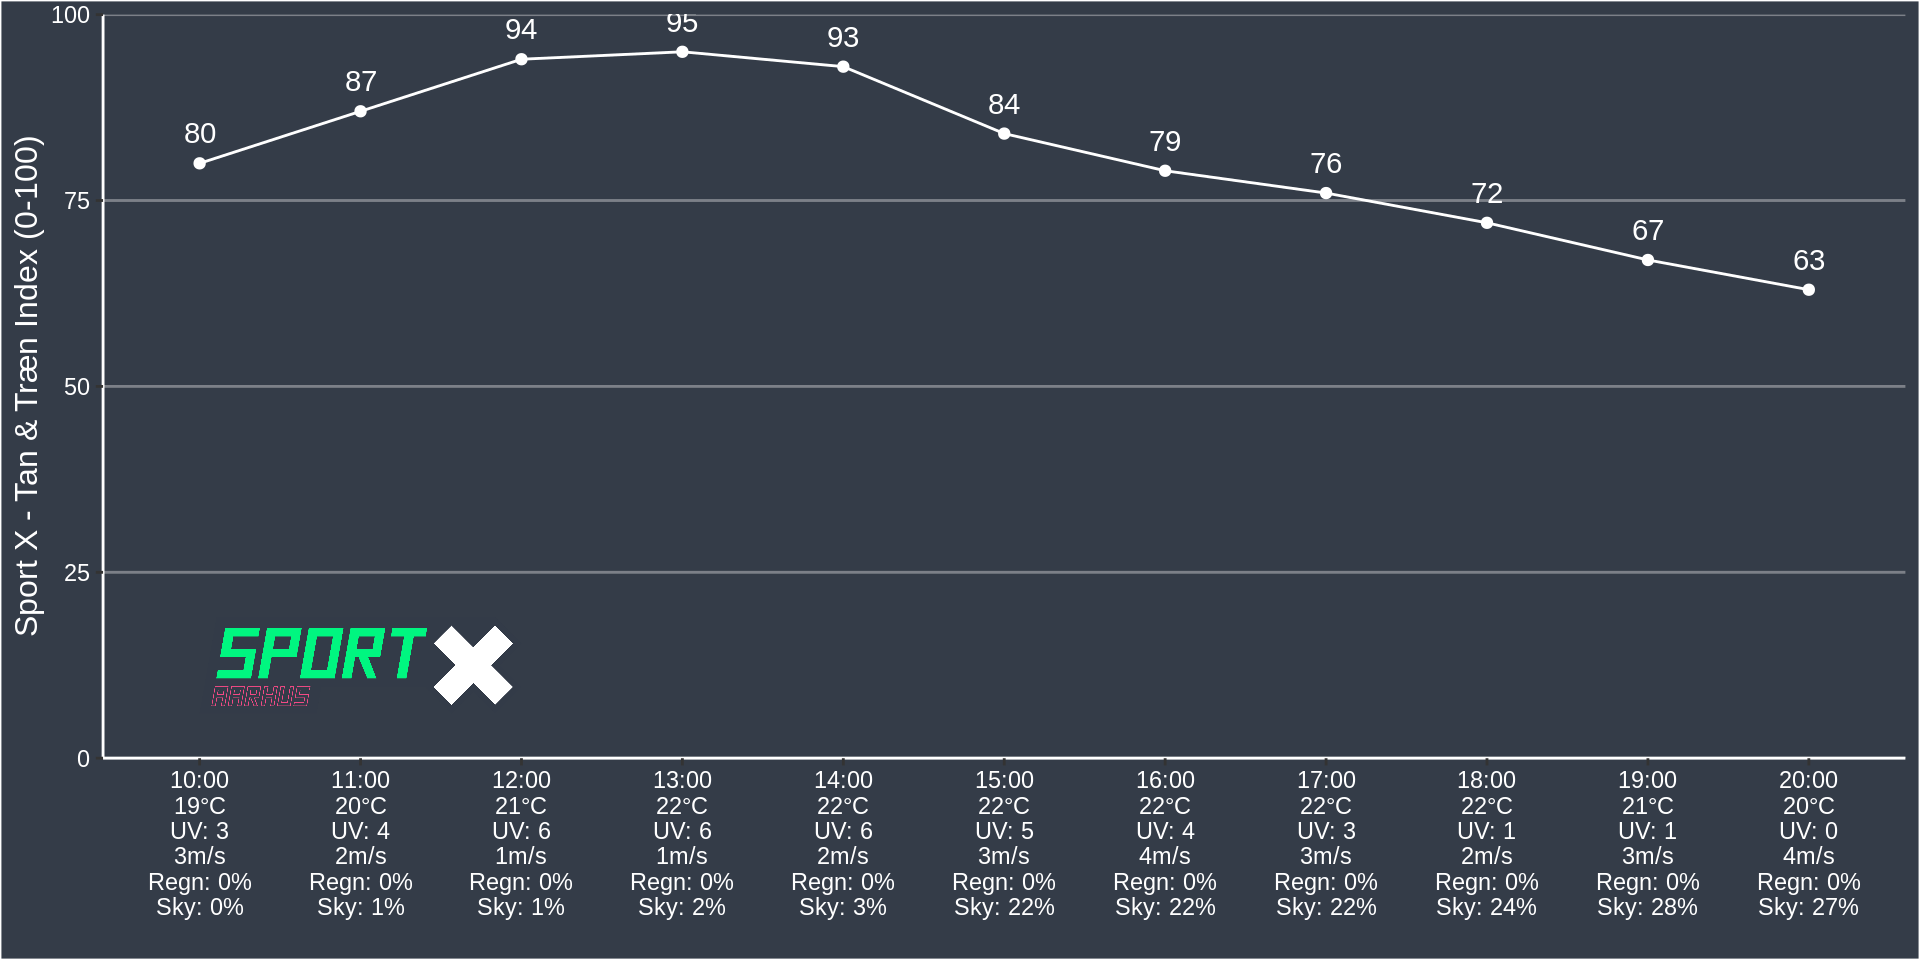 Sport X - Tan & Træn Index (0-100)
100
75
50
25
0
80
87
94
95
93
84
79
76
72
67
63
SPORT X
AARHUS
10:00 11:00 12:00 13:00 14:00 15:00 16:00 17:00 18:00 19:00 20:00
19°C 20°C 21°C 22°C 22°C 22°C 22°C 22°C 22°C 21°C 20°C
UV: 3 UV: 4 UV: 6 UV: 6 UV: 6 UV: 5 UV: 4 UV: 3 UV: 1 UV: 1 UV: 0
3m/s 2m/s 1m/s 1m/s 2m/s 3m/s 4m/s 3m/s 2m/s 3m/s 4m/s
Regn: 0% Regn: 0% Regn: 0% Regn: 0% Regn: 0% Regn: 0% Regn: 0% Regn: 0% Regn: 0% Regn: 0% Regn: 0%
Sky: 0% Sky: 1% Sky: 1% Sky: 2% Sky: 3% Sky: 22% Sky: 22% Sky: 22% Sky: 24% Sky: 28% Sky: 27%